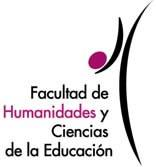 Facultad de
Humanidades y
Ciencias
de la Educación